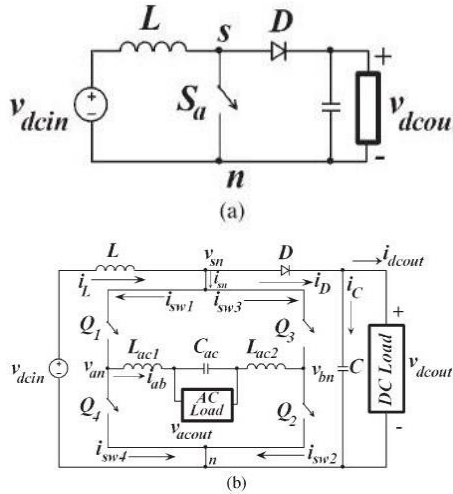 L s D
v_dcin S_a + v_dcou -
n
(a)
L v_sn D i_dcout
i_L i_sn i_D i_C
i_sw1 i_sw3 +
Q_1 Q_3
L_ac1 C_ac L_ac2
v_dcin v_an i_ab v_bn C DC Load v_dcout
AC
Load
Q_4 v_acout Q_2 -
i_sw4 n i_sw2
(b)